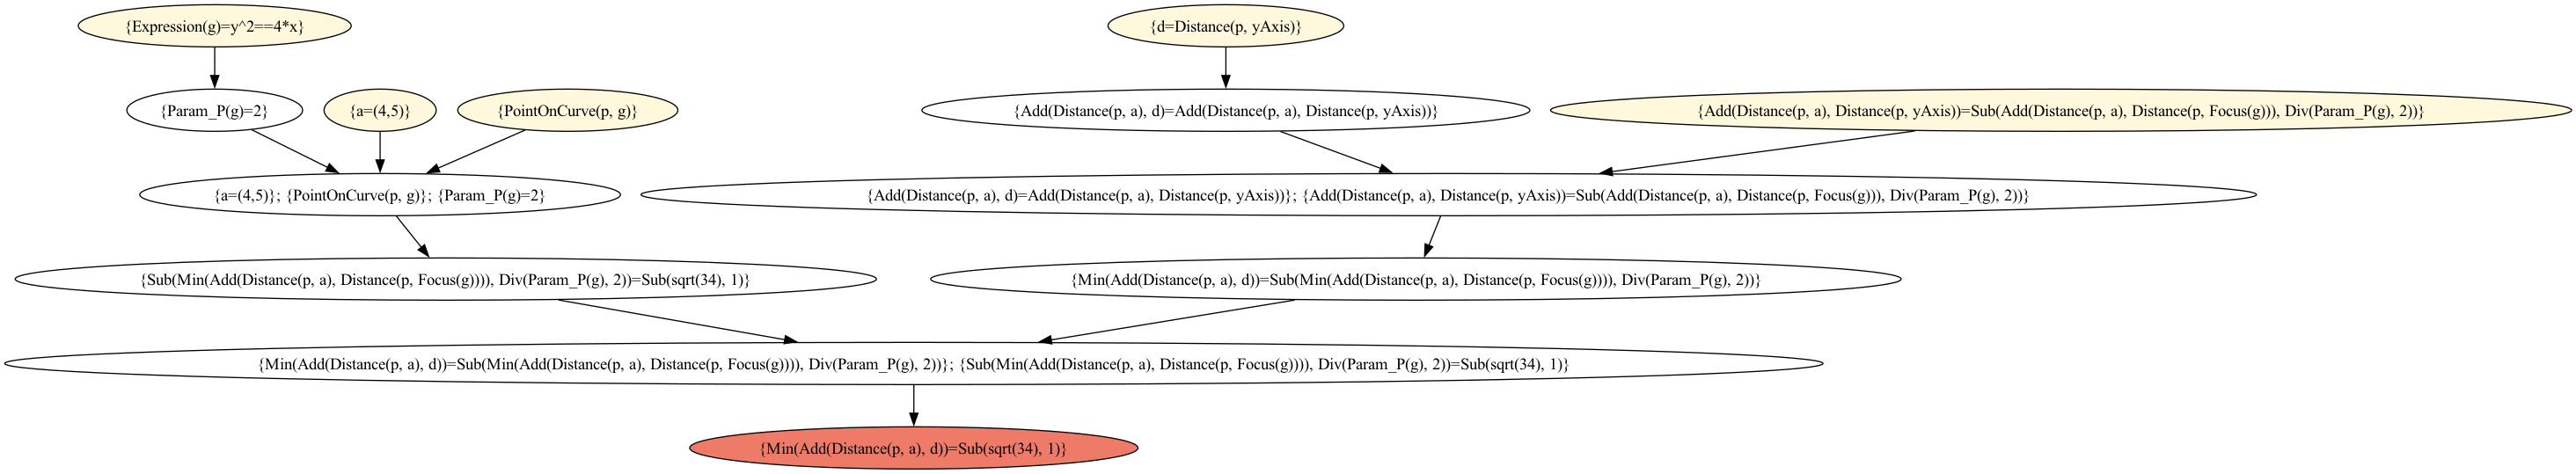 {Expression(g)=y^2==4*x}
{d=Distance(p, yAxis)}
{Param_P(g)=2}
{a=(4,5)}
{PointOnCurve(p, g)}
{Add(Distance(p, a), d)=Add(Distance(p, a), Distance(p, yAxis))}
{Add(Distance(p, a), Distance(p, yAxis))=Sub(Add(Distance(p, a), Distance(p, Focus(g))), Div(Param_P(g), 2))}
{a=(4,5)}; {PointOnCurve(p, g)}; {Param_P(g)=2}
{Add(Distance(p, a), d)=Add(Distance(p, a), Distance(p, yAxis))}; {Add(Distance(p, a), Distance(p, yAxis))=Sub(Add(Distance(p, a), Distance(p, Focus(g))), Div(Param_P(g), 2))}
{Sub(Min(Add(Distance(p, a), Distance(p, Focus(g)))), Div(Param_P(g), 2))=Sub(sqrt(34), 1)}
{Min(Add(Distance(p, a), d))=Sub(Min(Add(Distance(p, a), Distance(p, Focus(g)))), Div(Param_P(g), 2))}
{Min(Add(Distance(p, a), d))=Sub(Min(Add(Distance(p, a), Distance(p, Focus(g)))), Div(Param_P(g), 2))}; {Sub(Min(Add(Distance(p, a), Distance(p, Focus(g)))), Div(Param_P(g), 2))=Sub(sqrt(34), 1)}
{Min(Add(Distance(p, a), d))=Sub(sqrt(34), 1)}